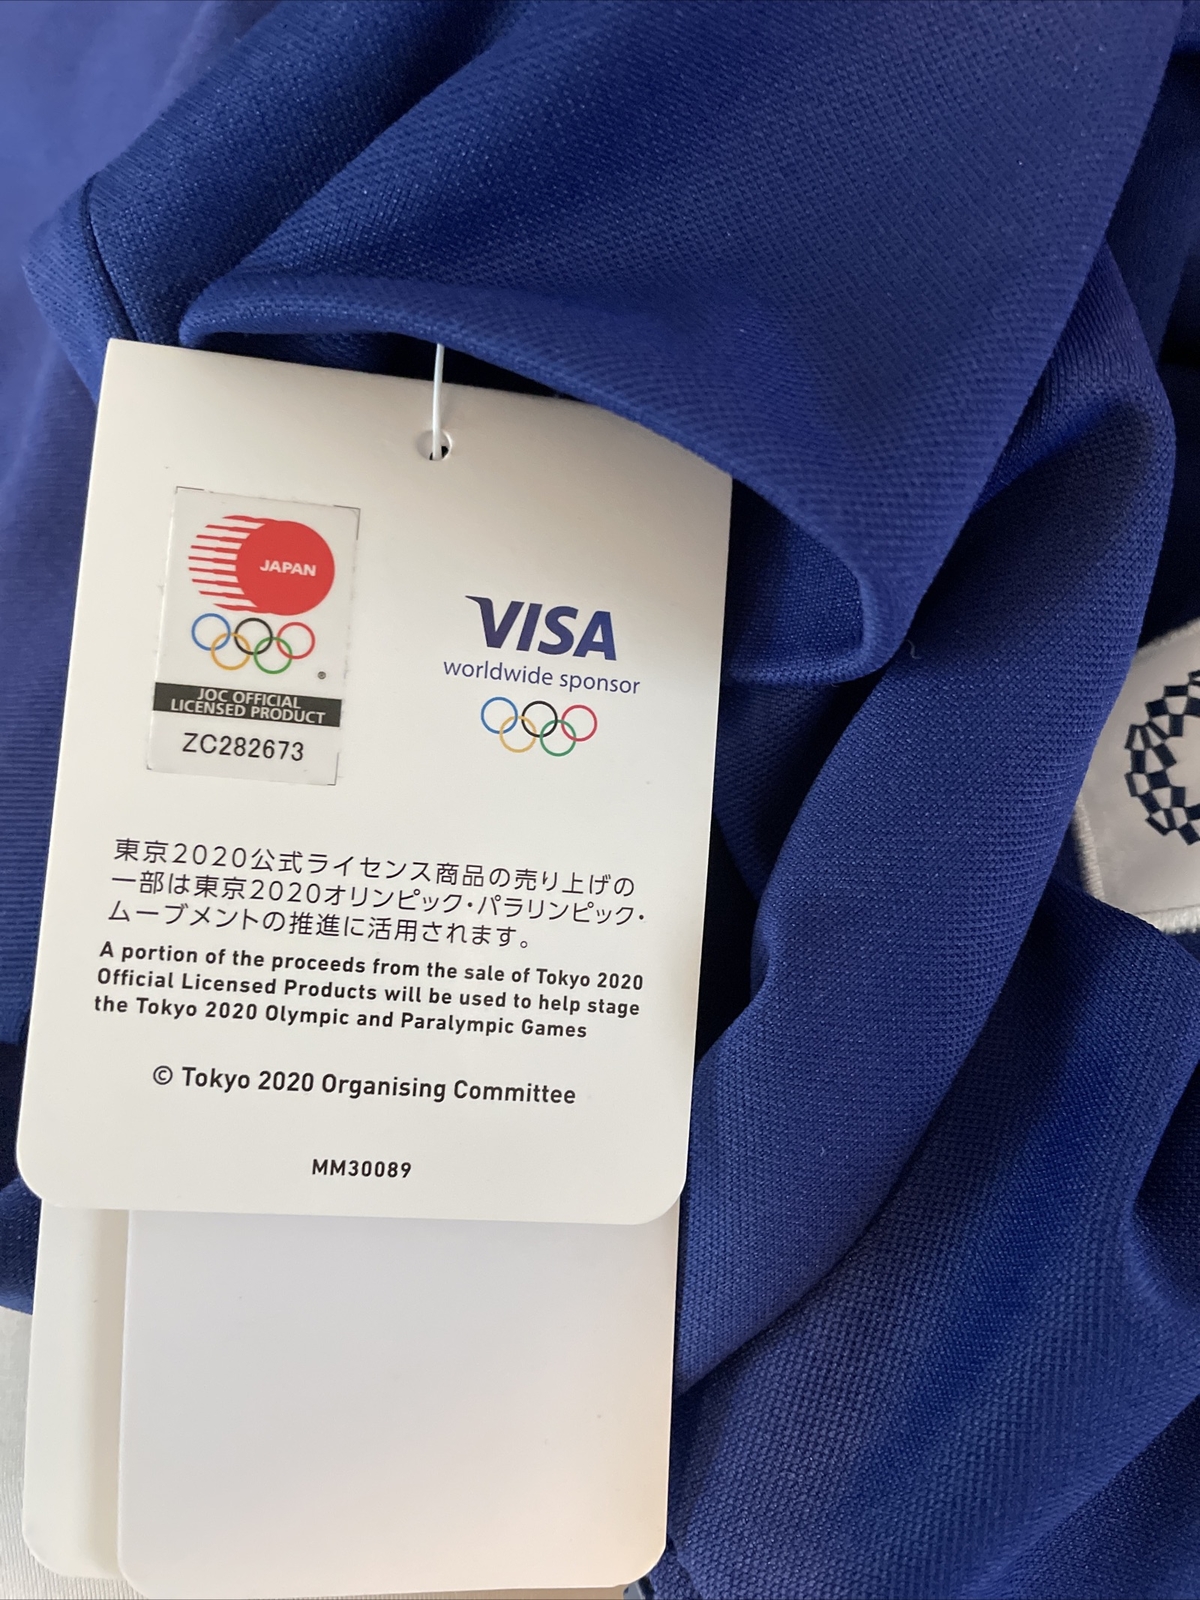 JAPAN
JOC OFFICIAL
LICENSED PRODUCT
ZC282673
VISA
worldwide sponsor
東京2020公式ライセンス商品の売り上げの
一部は東京2020オリンピック・パラリンピック・
ムーブメントの推進に活用されます。
A portion of the proceeds from the sale of Tokyo 2020
Official Licensed Products will be used to help stage
the Tokyo 2020 Olympic and Paralympic Games
© Tokyo 2020 Organising Committee
MM30089